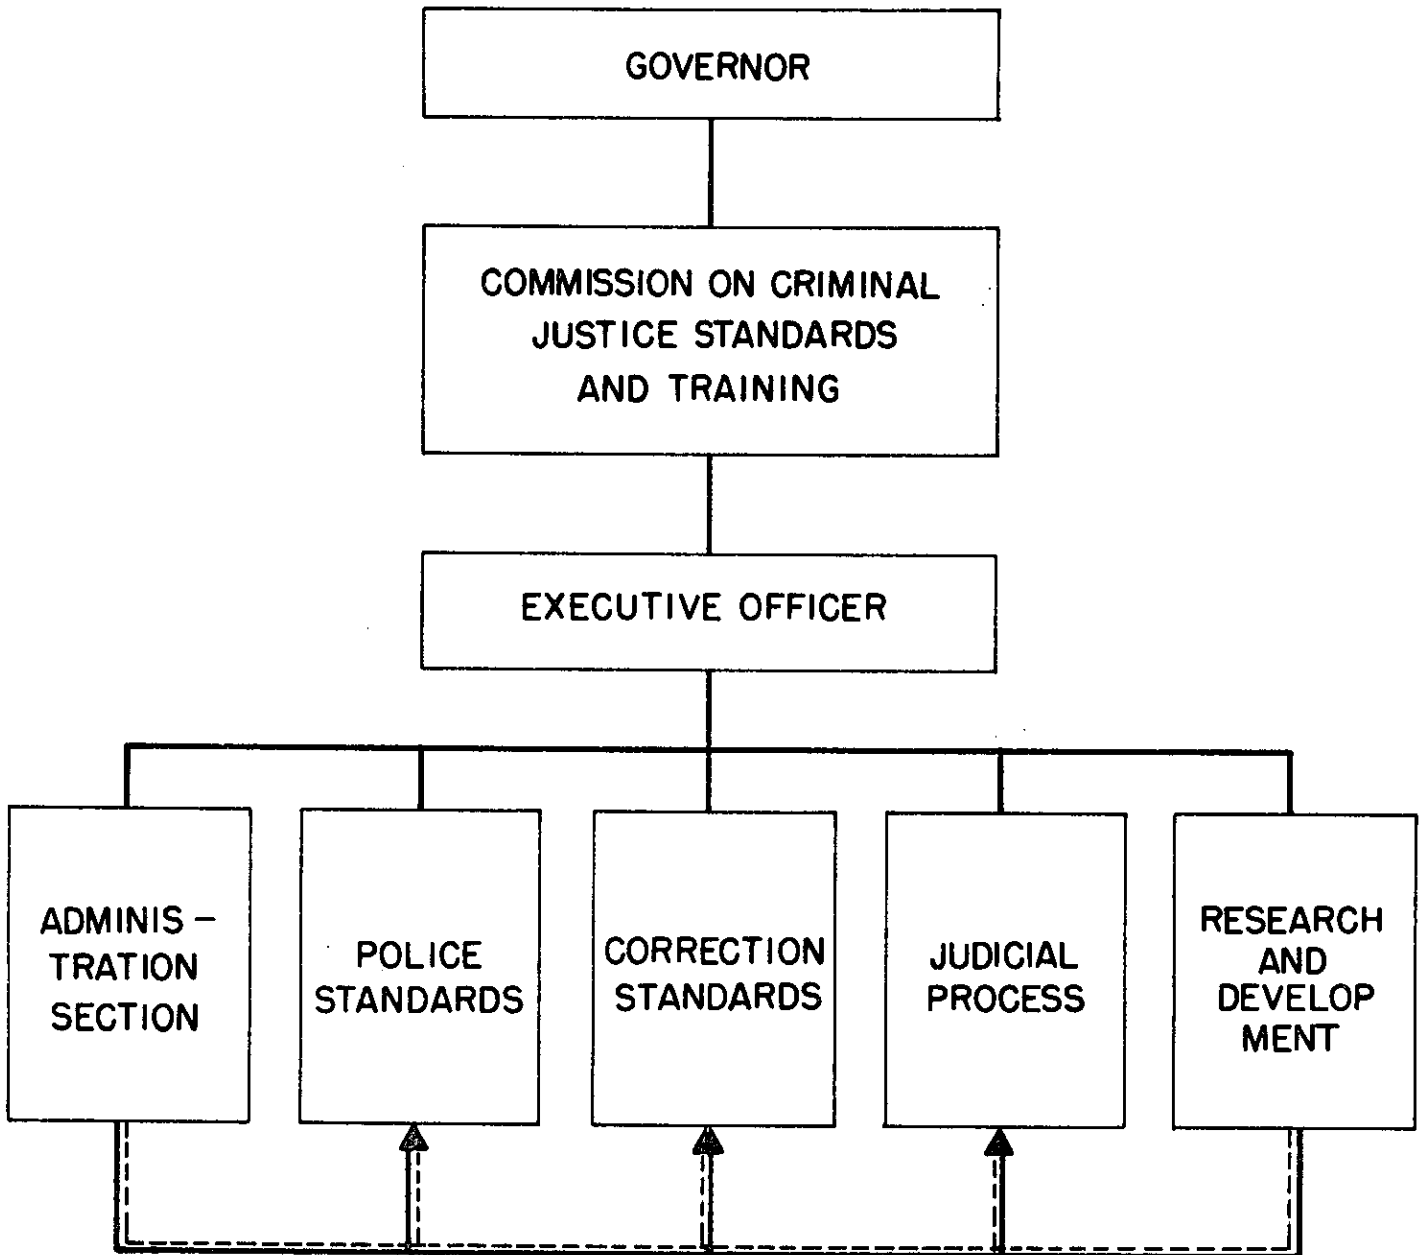 GOVERNOR
COMMISSION ON CRIMINAL
JUSTICE STANDARDS
AND TRAINING
EXECUTIVE OFFICER
ADMINIS –
TRATION
SECTION
POLICE
STANDARDS
CORRECTION
STANDARDS
JUDICIAL
PROCESS
RESEARCH
AND
DEVELOP
MENT